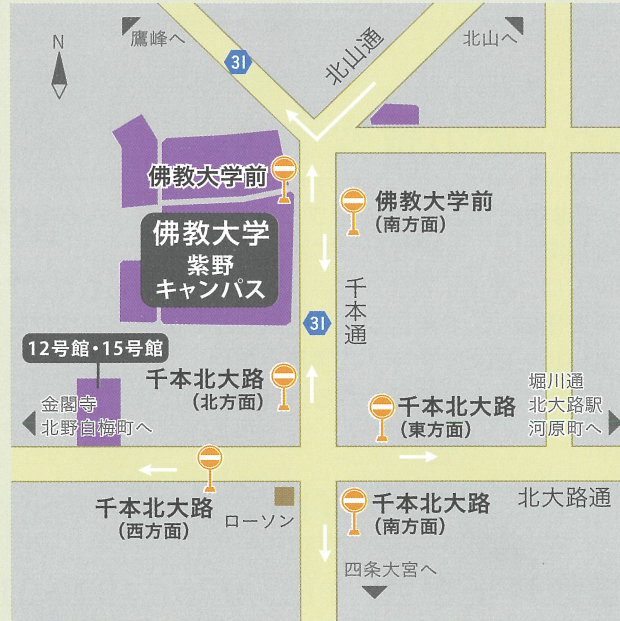 N
鷹峰へ
31
北山通
北山へ
佛教大学前
佛教大学前
(南方面)
佛教大学
紫野
キャンパス
千本通
31
12号館・15号館
千本北大路
(北方面)
金閣寺
北野白梅町へ
千本北大路
(東方面)
堀川通
北大路駅
河原町へ
千本北大路
(西方面)
ローソン
千本北大路
(南方面)
北大路通
四条大宮へ